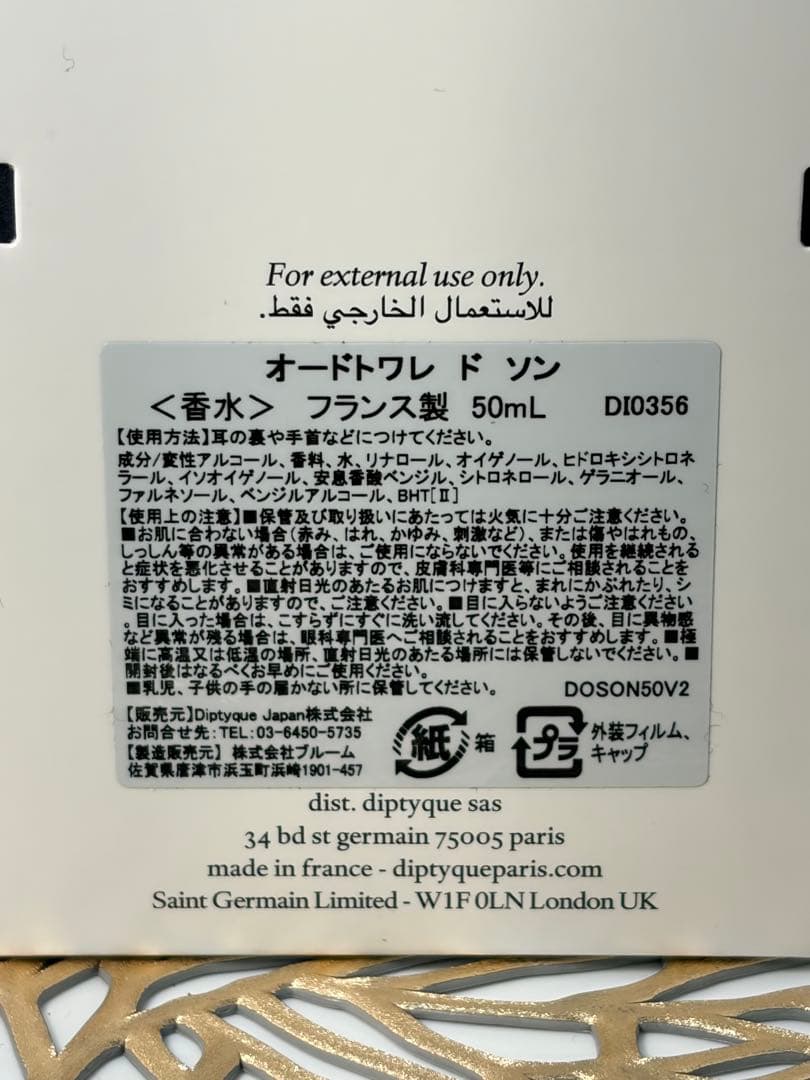 For external use only.
للاستعمال الخارجي فقط.
オードトワレ ド ソン
＜香水＞ フランス製 50mL DI0356
【使用方法】耳の裏や手首などにつけてください。
成分/変性アルコール、香料、水、リナロール、オイゲノール、ヒドロキシシトロネ
ラール、イソオイゲノール、安息香酸ベンジル、シトロネロール、ゲラニオール、
ファルネソール、ベンジルアルコール、BHT[Ⅱ]
【使用上の注意】■保管及び取り扱いにあたっては火気に十分ご注意ください。
■お肌に合わない場合(赤み、はれ、かゆみ、刺激など)、または傷やはれもの、
しっしん等の異常がある場合は、ご使用にならないでください。使用を継続される
と症状を悪化させることがありますので、皮膚科専門医等にご相談されることを
おすすめします。■直射日光のあたるお肌につけますと、まれにかぶれたり、シ
ミになることがありますので、ご注意ください。■目に入らないようご注意ください
。目に入った場合は、こすらずにすぐに洗い流してください。その後、目に異物感
など異常が残る場合は、眼科専門医へご相談されることをおすすめします。■極
端に高温又は低温の場所、直射日光のあたる場所には保管しないでください。■
開封後はなるべくお早めにご使用ください。
■乳児、子供の手の届かない所に保管してください。 DOSON50V2
【販売元】Diptyque Japan株式会社
お問合せ先:TEL:03-6450-5735
【製造販売元】 株式会社ブルーム
佐賀県唐津市浜玉町浜崎1901-457
紙 箱
プラ 外装フィルム、
キャップ
dist. diptyque sas
34 bd st germain 75005 paris
made in france - diptyqueparis.com
Saint Germain Limited - W1F 0LN London UK